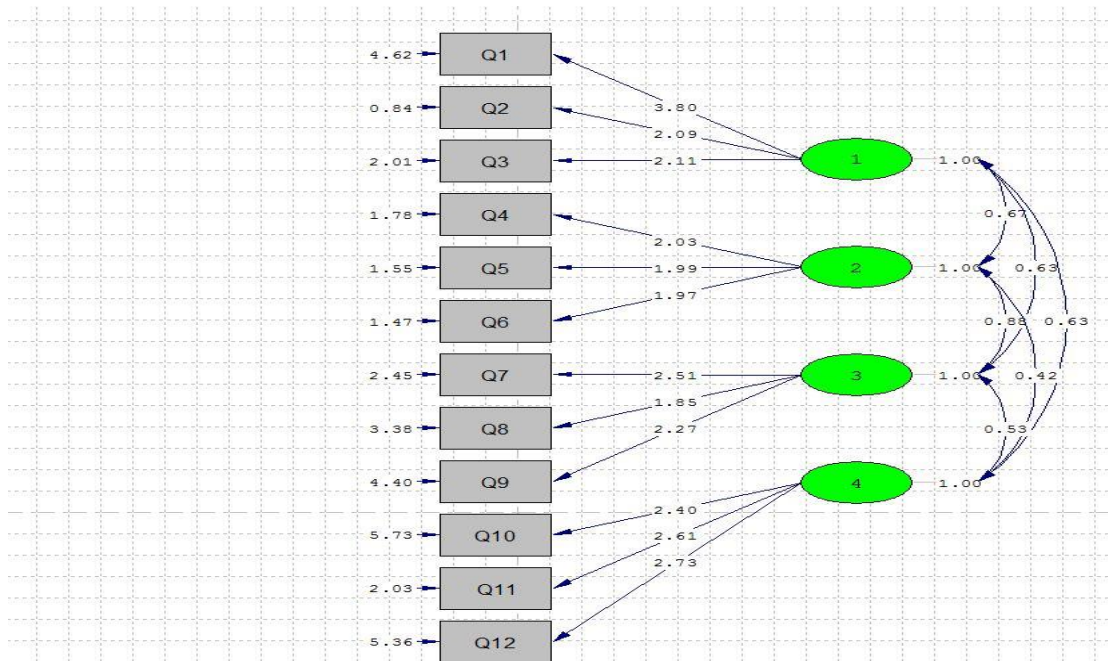 4.62 Q1
3.80
0.84 Q2
2.09
2.01 Q3 2.11 1 1.00
1.78 Q4 0.67
2.03
1.55 Q5 1.99 2 1.00 0.63
1.97
1.47 Q6 0.88 0.63
2.45 Q7 2.51 3 1.00 0.42
1.85
3.38 Q8 0.53
2.27
4.40 Q9 4 1.00
2.40
5.73 Q10
2.61
2.73
2.03 Q11
5.36 Q12